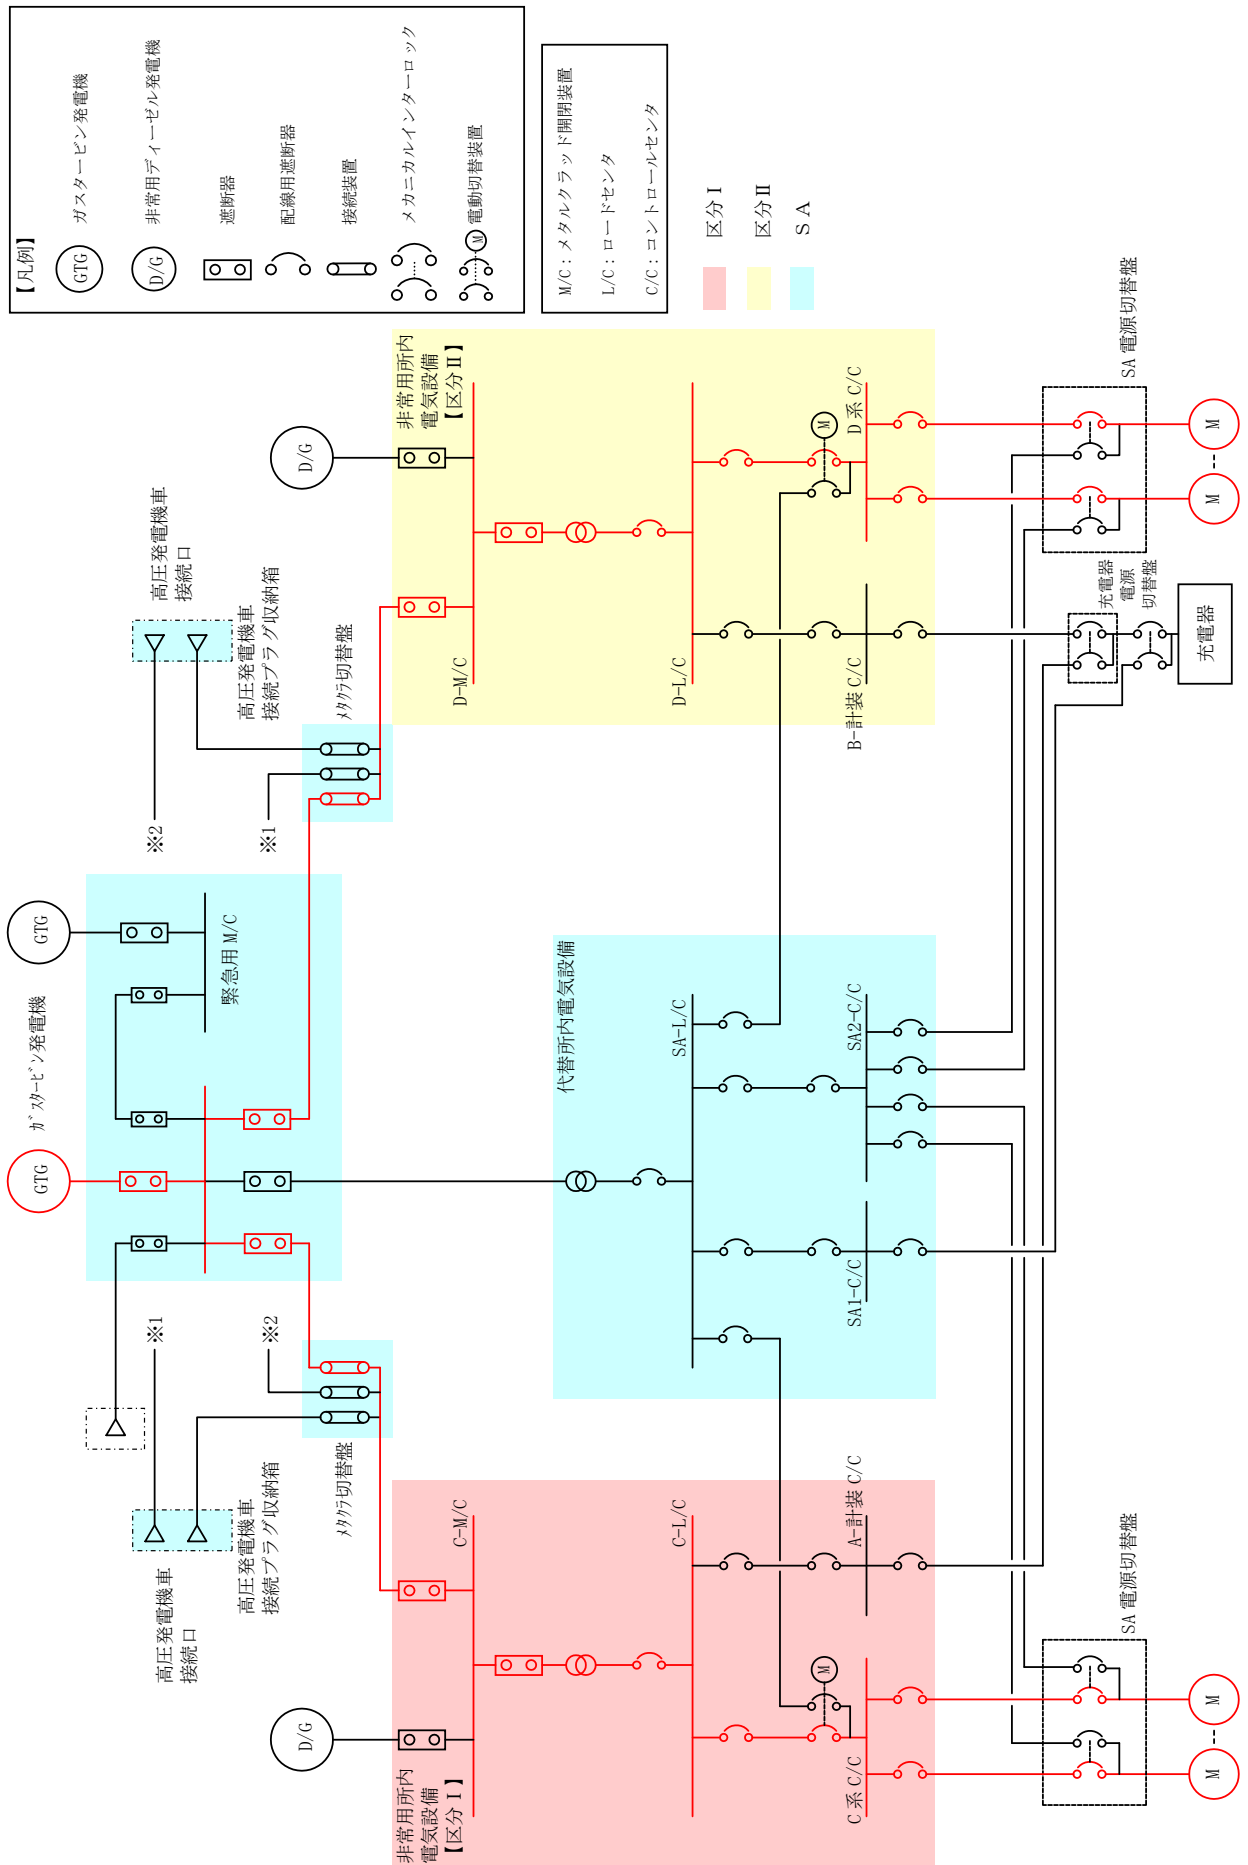 【凡例】
GTG
ガスタービン発電機
D/G
非常用ディーゼル発電機
遮断器
配線用遮断器
接続装置
メカニカルインターロック
M
電動切替装置
M/C：メタルクラッド開閉装置
L/C：ロードセンタ
C/C：コントロールセンタ
区分Ⅰ
区分Ⅱ
ＳＡ
GTG
ｶﾞｽﾀｰﾋﾞﾝ発電機
GTG
緊急用 M/C
※1
※2
※2
※1
高圧発電機車
接続口
高圧発電機車
接続プラグ収納箱
ﾒﾀｸﾗ切替盤
高圧発電機車
接続口
高圧発電機車
接続プラグ収納箱
ﾒﾀｸﾗ切替盤
D/G
D/G
非常用所内
電気設備
【区分Ⅰ】
C-M/C
C-L/C
M
C 系 C/C
A-計装 C/C
代替所内電気設備
SA-L/C
SA1-C/C
SA2-C/C
非常用所内
電気設備
【区分Ⅱ】
D-M/C
D-L/C
M
D 系 C/C
B-計装 C/C
SA 電源切替盤
M
M
SA 電源切替盤
M
M
充電器
電源
切替盤
充電器